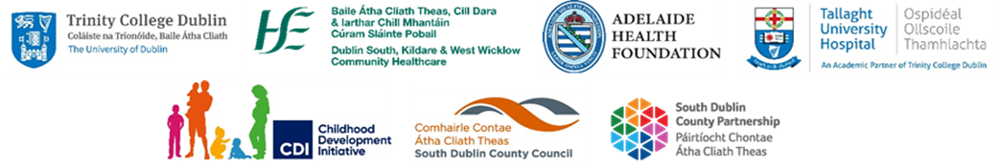 Trinity College Dublin
Coláiste na Tríonóide, Baile Átha Cliath
The University of Dublin
Baile Átha Cliath Theas, Cill Dara
& Iarthar Chill Mhantáin
Cúram Sláinte Pobail
Dublin South, Kildare & West Wicklow
Community Healthcare
ADELAIDE
HEALTH
FOUNDATION
Tallaght
University
Hospital
Ospidéal
Ollscoile
Thamhlachta
An Academic Partner of Trinity College Dublin
CDI
Childhood
Development
Initiative
Comhairle Contae
Átha Cliath Theas
South Dublin County Council
South Dublin
County Partnership
Páirtíocht Chontae
Átha Cliath Theas